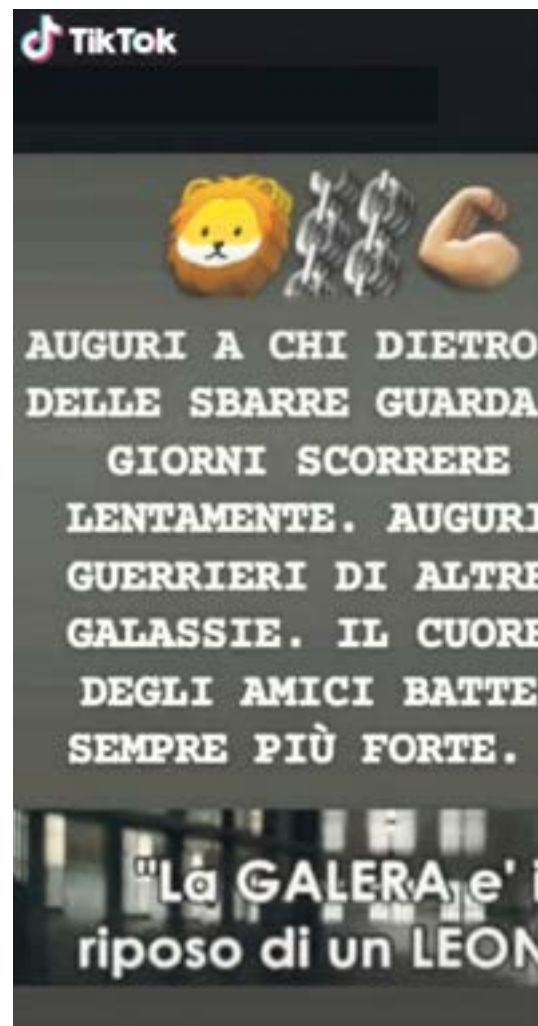 TikTok
AUGURI A CHI DIETRO
DELLE SBARRE GUARDA
GIORNI SCORRERE
LENTAMENTE. AUGURI
GUERRIERI DI ALTRE
GALASSIE. IL CUORE
DEGLI AMICI BATTE
SEMPRE PIÙ FORTE.
"La GALERA e' i
riposo di un LEON